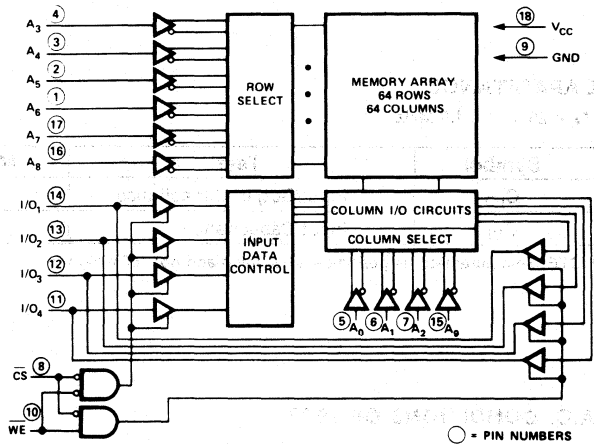 A3 4
A4 3
A5 2
A6 1
A7 17
A8 16
ROW SELECT
MEMORY ARRAY
64 ROWS
64 COLUMNS
18 VCC
9 GND
I/O1 14
I/O2 13
I/O3 12
I/O4 11
INPUT DATA CONTROL
COLUMN I/O CIRCUITS
COLUMN SELECT
5 A0 6 A1 7 A2 15 A9
CS 8
WE 10
= PIN NUMBERS